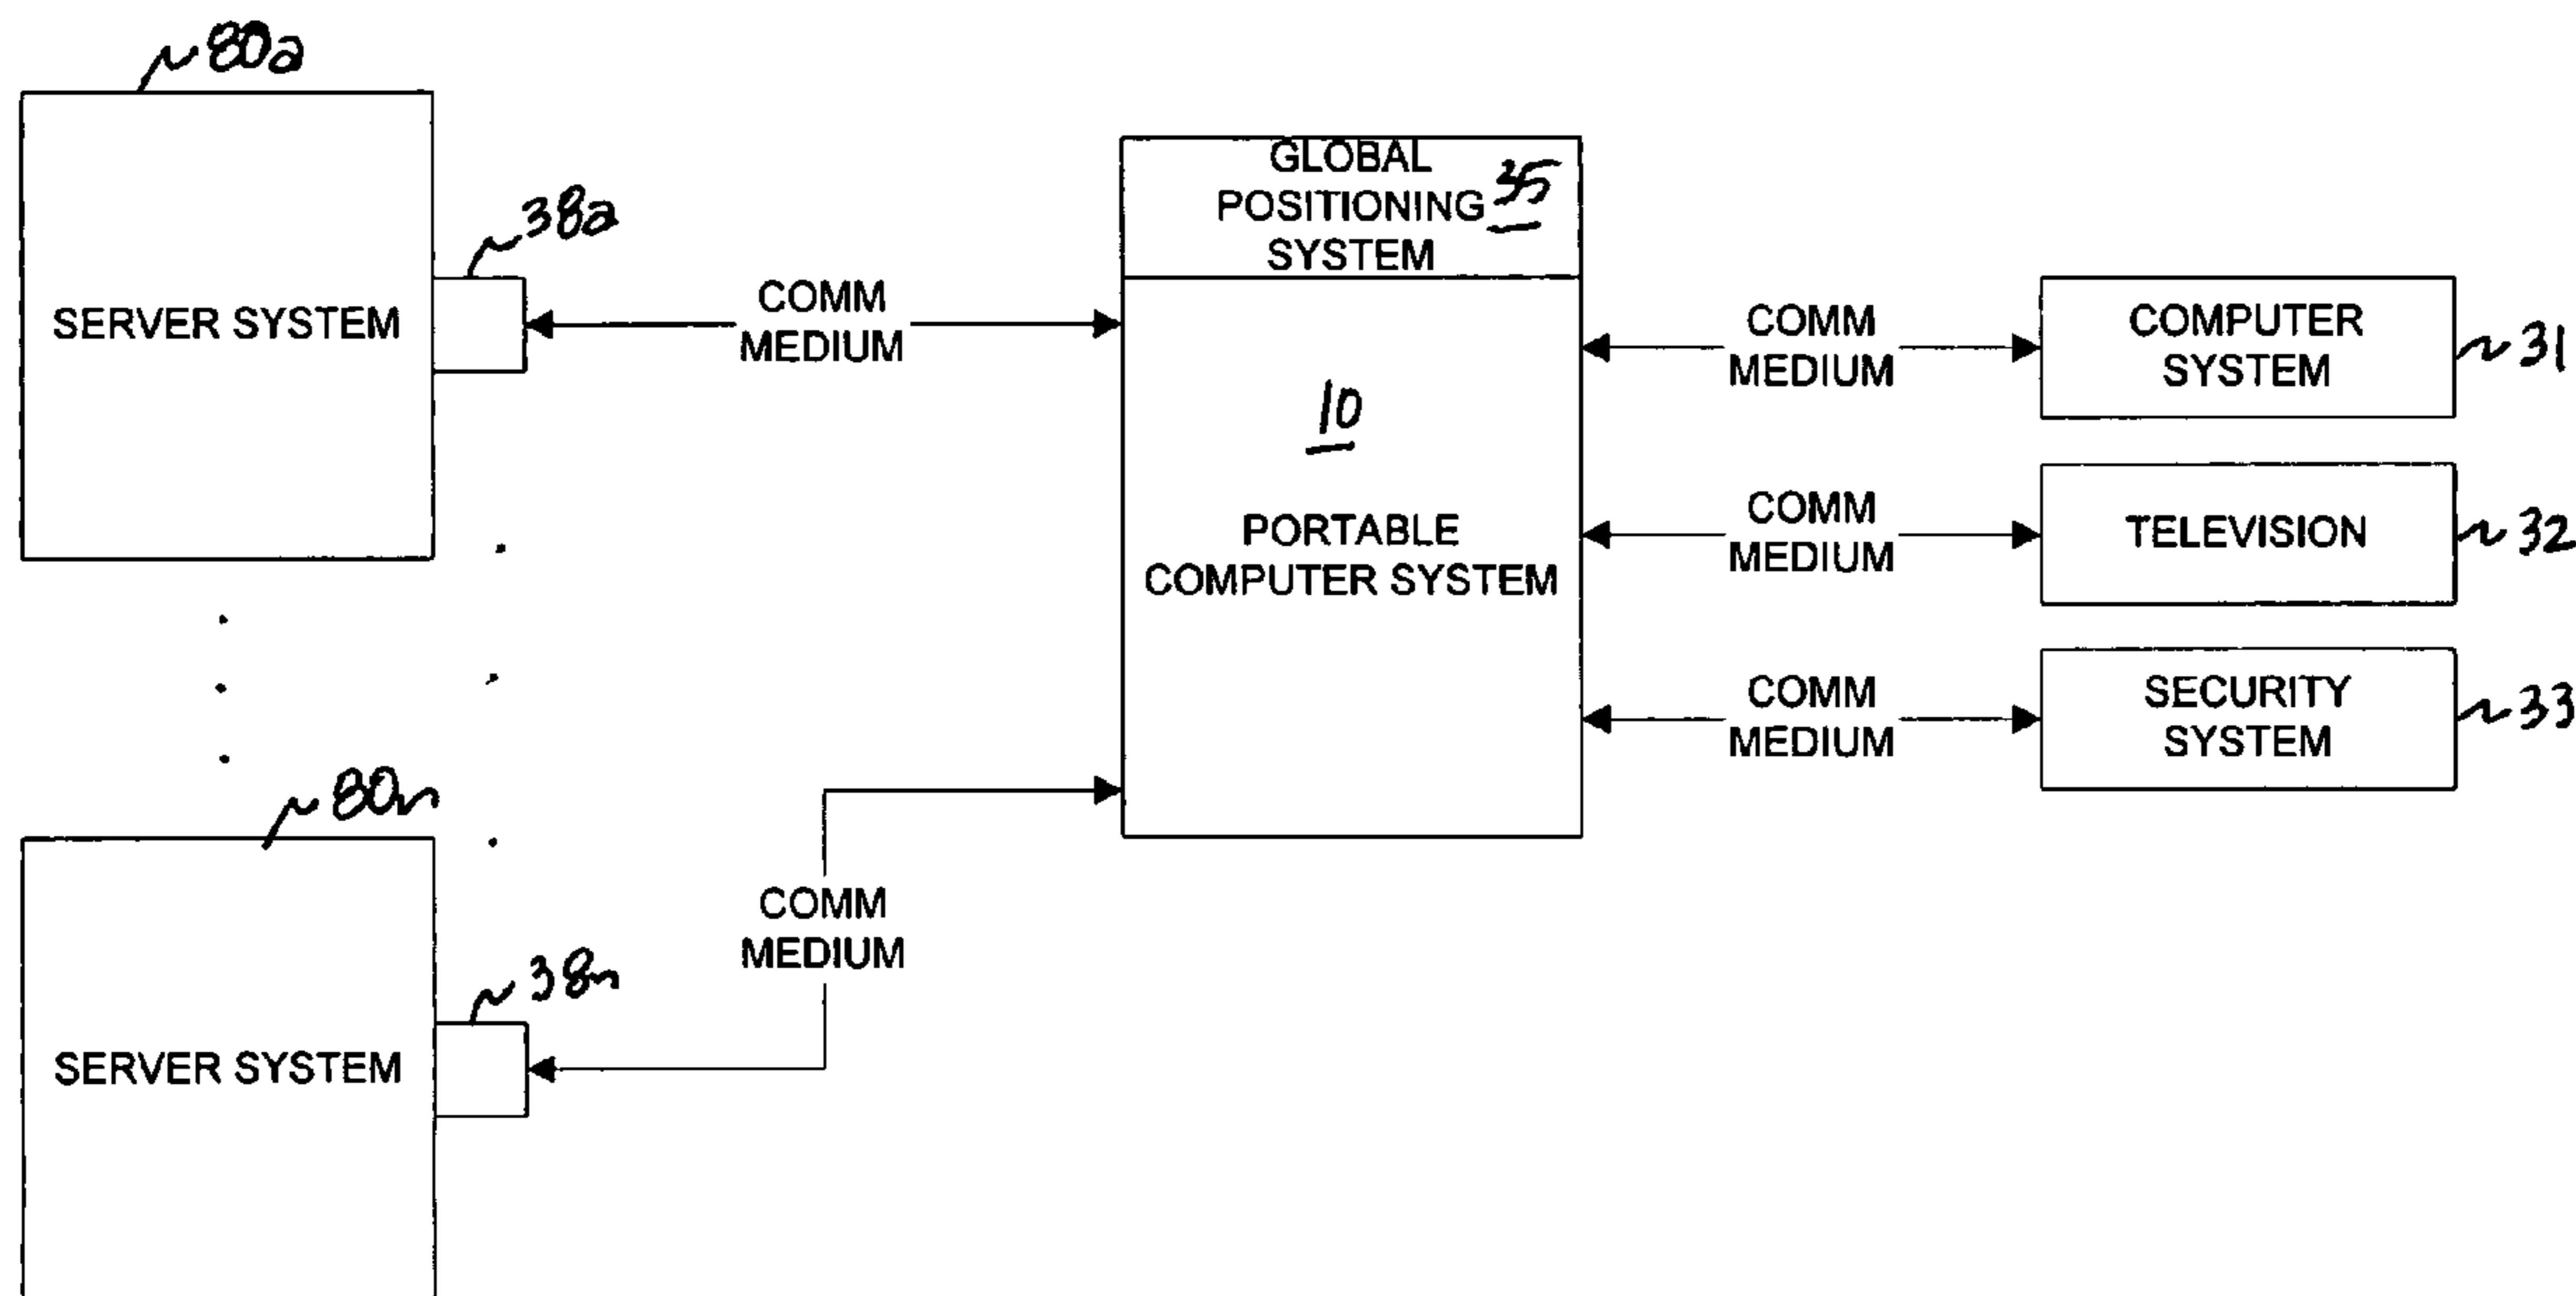 80a
SERVER SYSTEM
38a
COMM
MEDIUM
GLOBAL
POSITIONING 35
SYSTEM
10
PORTABLE
COMPUTER SYSTEM
COMM
MEDIUM
COMPUTER
SYSTEM
31
COMM
MEDIUM
TELEVISION
32
COMM
MEDIUM
SECURITY
SYSTEM
33
80n
SERVER SYSTEM
38n
COMM
MEDIUM